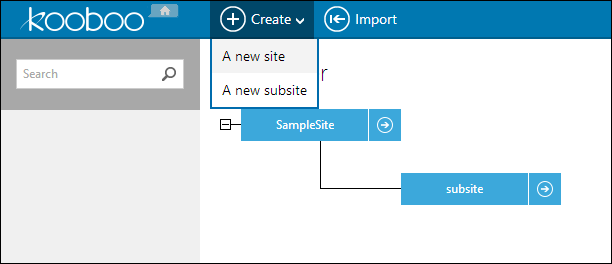 kooboo
Create
Import
Search
A new site
A new subsite
r
SampleSite
subsite